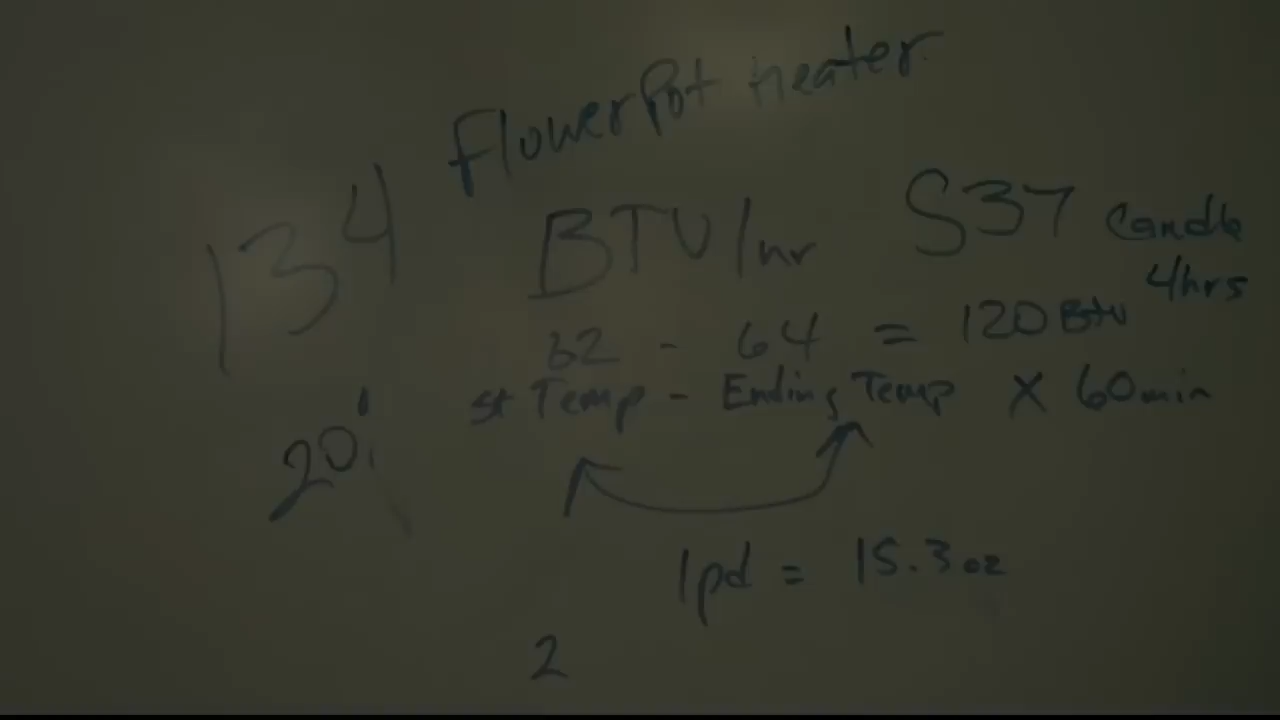 FlowerPot Heater
134 BTU/hr 537 Candle
4hrs
62 - 64 = 120 Btu
st Temp - Ending Temp X 60min
20'
1pd = 15.3oz
2